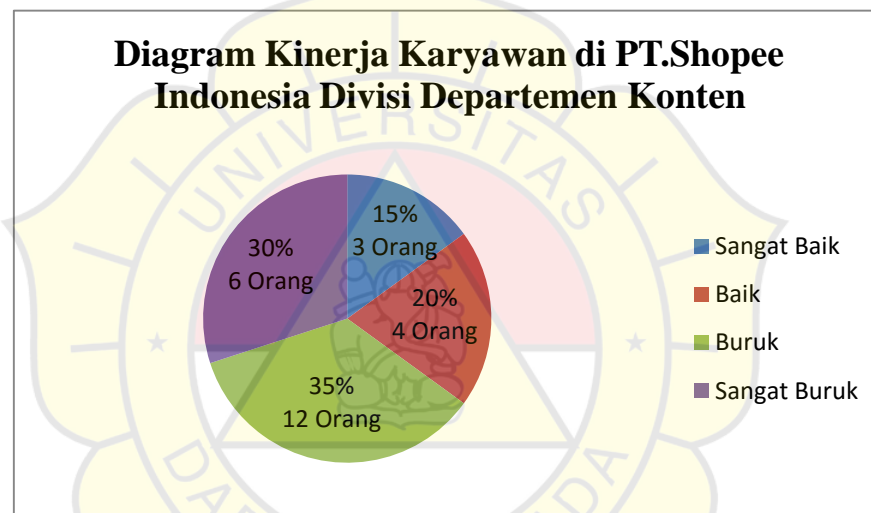 Diagram Kinerja Karyawan di PT.Shopee
Indonesia Divisi Departemen Konten
UNIVERSITAS
15%
3 Orang
30%
6 Orang
20%
4 Orang
35%
12 Orang
Sangat Baik
Baik
Buruk
Sangat Buruk